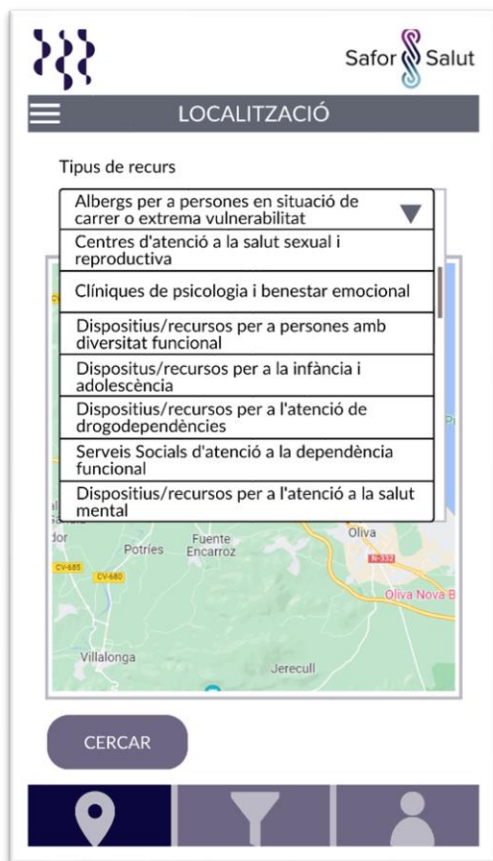 Safor Salut
LOCALITZACIÓ
Tipus de recurs
Albergs per a persones en situació de
carrer o extrema vulnerabilitat
Centres d'atenció a la salut sexual i
reproductiva
Clíniques de psicologia i benestar emocional
Dispositius/recursos per a persones amb
diversitat funcional
Dispositus/recursos per a la infància i
adolescència
Dispositius/recursos per a l'atenció de
drogodependències
Serveis Socials d'atenció a la dependència
funcional
Dispositius/recursos per a l'atenció a la salut
mental
Oliva
Potríes
Fuente
Encarroz
N-332
CV-685
CV-680
Oliva Nova B
Villalonga
Jerecull
CERCAR